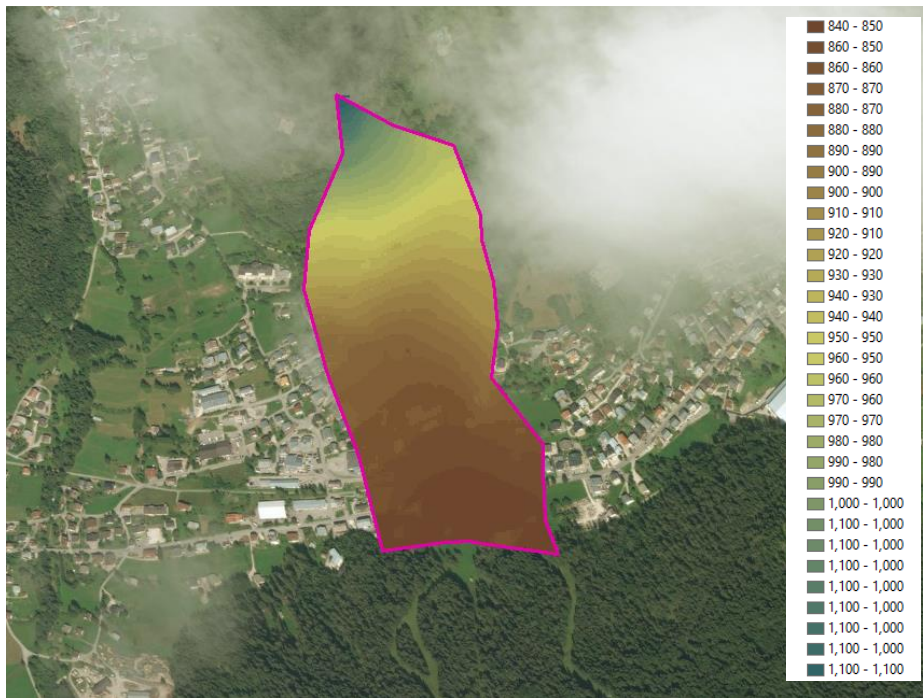 840 - 850
860 - 850
860 - 860
870 - 870
880 - 870
880 - 880
890 - 890
900 - 890
900 - 900
910 - 910
910 - 920
920 - 920
930 - 930
940 - 930
940 - 940
950 - 950
960 - 950
960 - 960
970 - 960
970 - 970
980 - 980
990 - 980
990 - 990
1,000 - 1,000
1,100 - 1,000
1,100 - 1,000
1,100 - 1,000
1,100 - 1,000
1,100 - 1,000
1,100 - 1,000
1,100 - 1,000
1,100 - 1,100